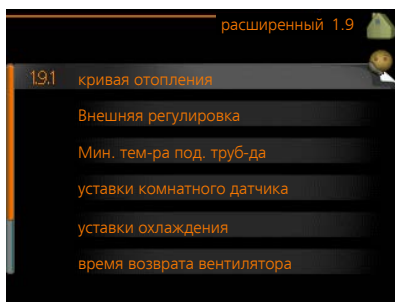 расширенный 1.9
1.9.1 кривая отопления
Внешняя регулировка
Мин. тем-ра под. труб-да
уставки комнатного датчика
уставки охлаждения
время возврата вентилятора